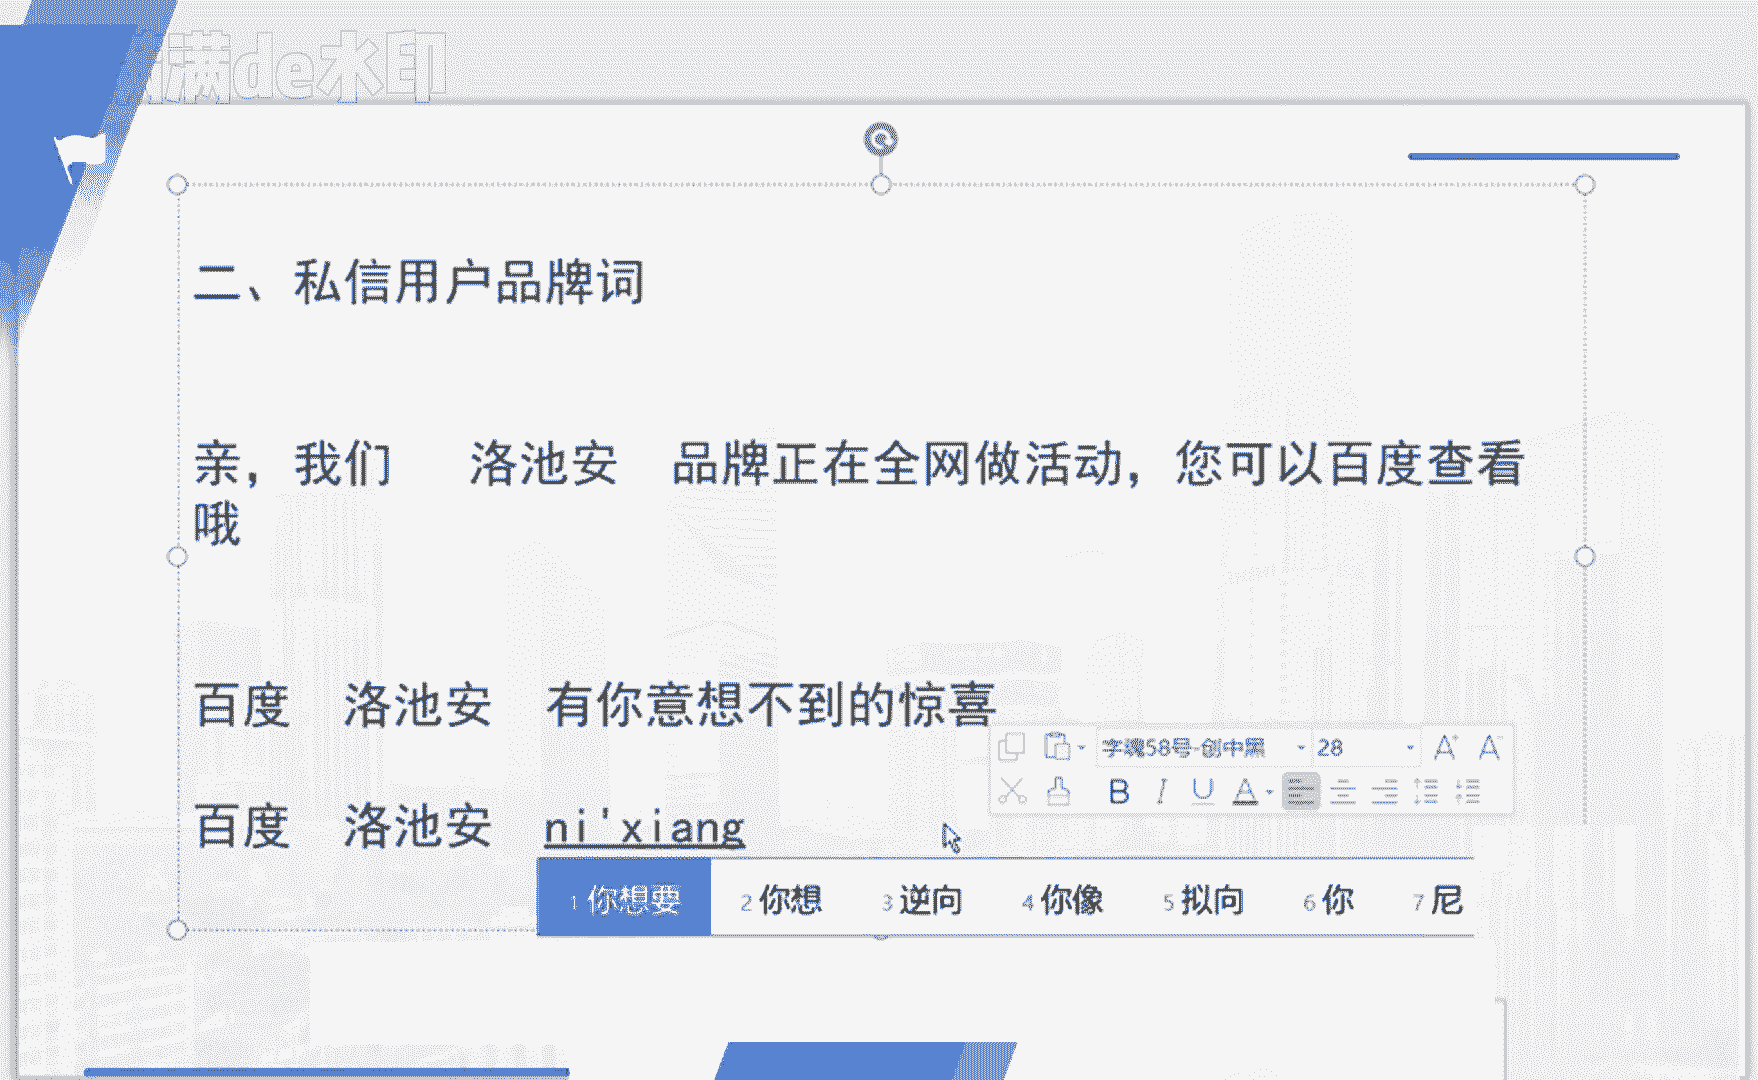 满de水印
二、私信用户品牌词
亲，我们 洛池安 品牌正在全网做活动，您可以百度查看
哦
百度 洛池安 有你意想不到的惊喜
字魂58号-创中黑 28
B I U A
百度 洛池安 ni'xiang
1 你想要 2 你想 3 逆向 4 你像 5 拟向 6 你 7 尼